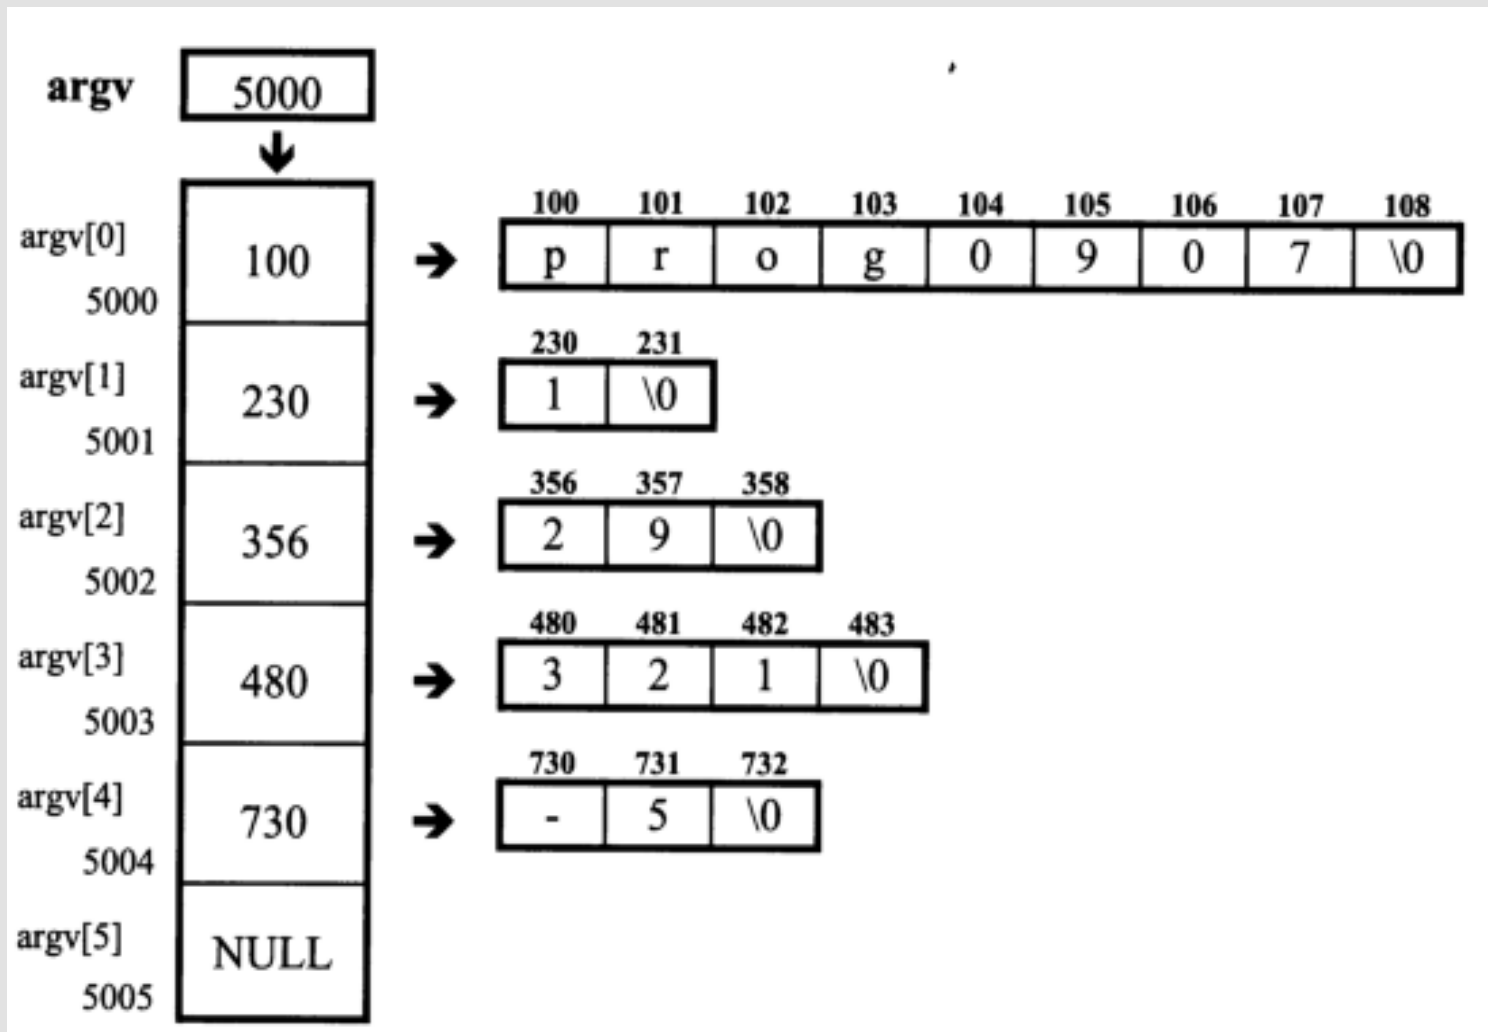 argv 5000
100 101 102 103 104 105 106 107 108
argv[0] 100 p r o g 0 9 0 7 \0
5000
230 231
argv[1] 230 1 \0
5001
356 357 358
argv[2] 356 2 9 \0
5002
480 481 482 483
argv[3] 480 3 2 1 \0
5003
730 731 732
argv[4] 730 - 5 \0
5004
argv[5] NULL
5005